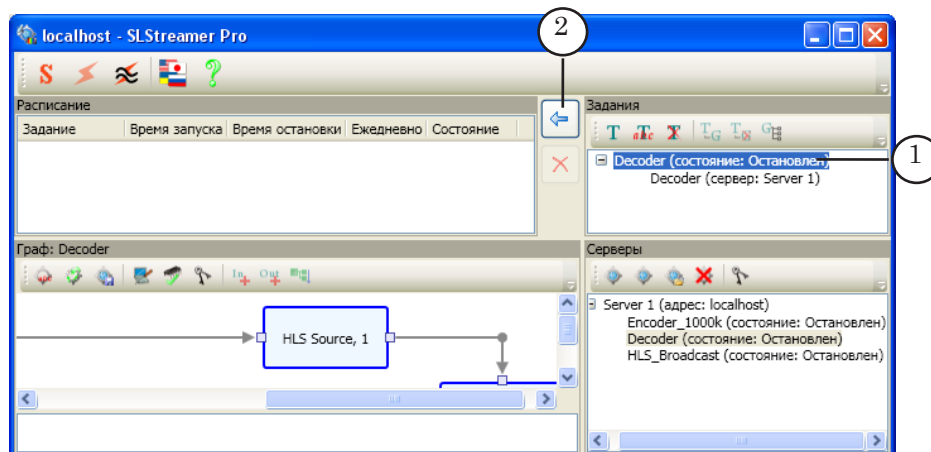 2
localhost - SLStreamer Pro
Расписание
Задания
Задание Время запуска Время остановки Ежедневно Состояние
1
Decoder (состояние: Остановлен)
Decoder (сервер: Server 1)
Граф: Decoder
Серверы
HLS Source, 1
Server 1 (адрес: localhost)
Encoder_1000k (состояние: Остановлен)
Decoder (состояние: Остановлен)
HLS_Broadcast (состояние: Остановлен)